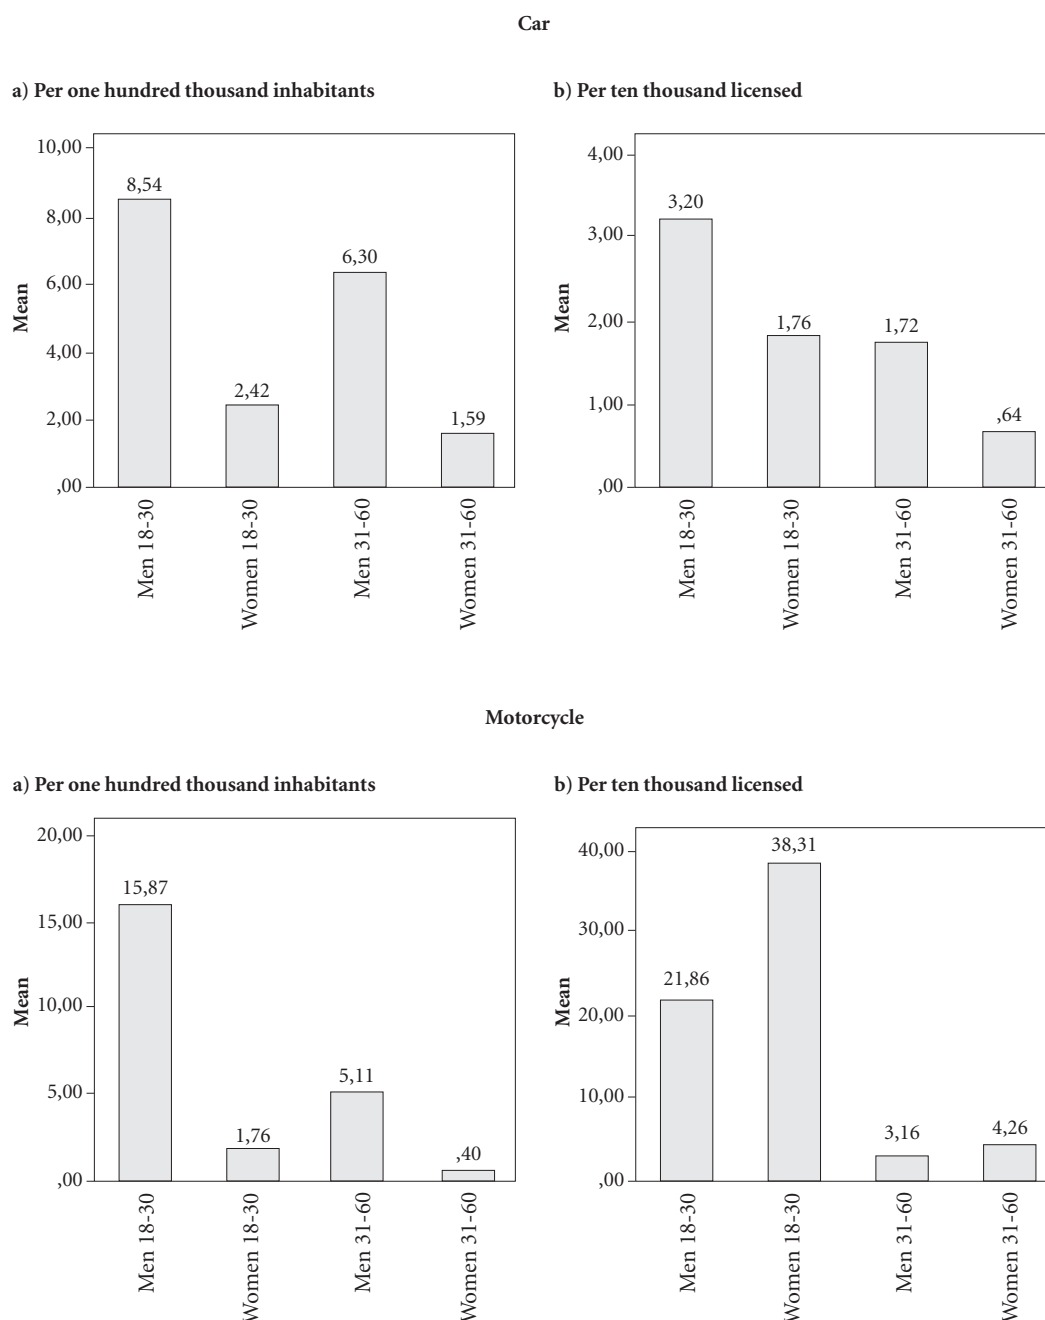 Car
a) Per one hundred thousand inhabitants
b) Per ten thousand licensed
Mean
10,00
8,00
6,00
4,00
2,00
,00
8,54
2,42
6,30
1,59
Men 18-30
Women 18-30
Men 31-60
Women 31-60
Mean
4,00
3,00
2,00
1,00
,00
3,20
1,76
1,72
,64
Men 18-30
Women 18-30
Men 31-60
Women 31-60
Motorcycle
a) Per one hundred thousand inhabitants
b) Per ten thousand licensed
Mean
20,00
15,00
10,00
5,00
,00
15,87
1,76
5,11
,40
Men 18-30
Women 18-30
Men 31-60
Women 31-60
Mean
40,00
30,00
20,00
10,00
,00
21,86
38,31
3,16
4,26
Men 18-30
Women 18-30
Men 31-60
Women 31-60